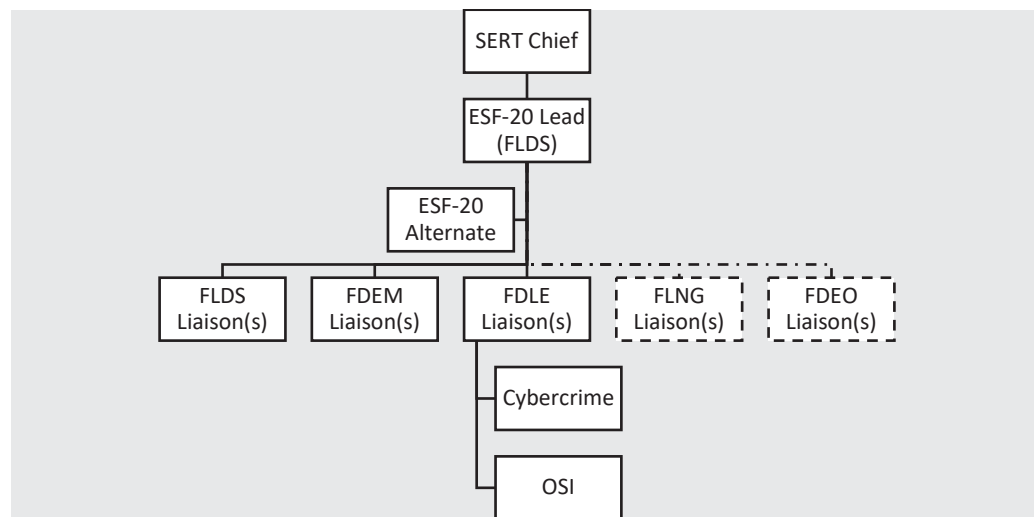 SERT Chief
ESF-20 Lead
(FLDS)
ESF-20
Alternate
FLDS
Liaison(s)
FDEM
Liaison(s)
FDLE
Liaison(s)
FLNG
Liaison(s)
FDEO
Liaison(s)
Cybercrime
OSI